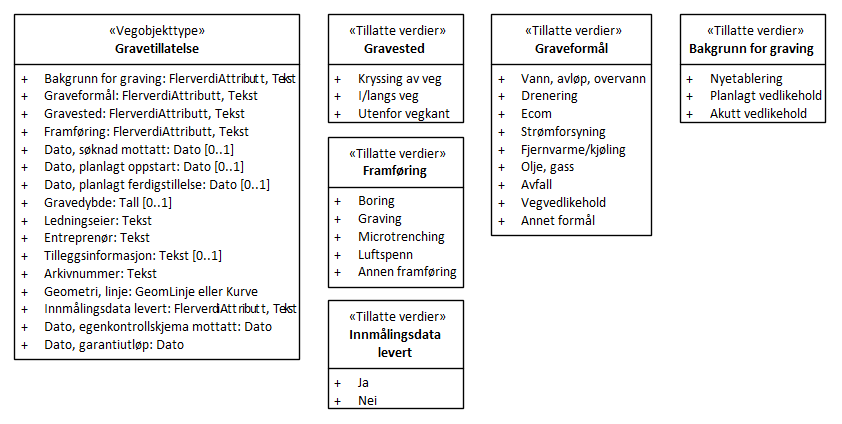 «Vegobjekttype»
Gravetillatelse
+ Bakgrunn for graving: FlerverdiAttributt, Tekst
+ Graveformål: FlerverdiAttributt, Tekst
+ Gravested: FlerverdiAttributt, Tekst
+ Framføring: FlerverdiAttributt, Tekst
+ Dato, søknad mottatt: Dato [0..1]
+ Dato, planlagt oppstart: Dato [0..1]
+ Dato, planlagt ferdigstillelse: Dato [0..1]
+ Gravedybde: Tall [0..1]
+ Ledningseier: Tekst
+ Entreprenør: Tekst
+ Tilleggsinformasjon: Tekst [0..1]
+ Arkivnummer: Tekst
+ Geometri, linje: GeomLinje eller Kurve
+ Innmålingsdata levert: FlerverdiAttributt, Tekst
+ Dato, egenkontrollskjema mottatt: Dato
+ Dato, garantiutløp: Dato
«Tillatte verdier»
Gravested
+ Kryssing av veg
+ I/langs veg
+ Utenfor vegkant
«Tillatte verdier»
Framføring
+ Boring
+ Graving
+ Microtrenching
+ Luftspenn
+ Annen framføring
«Tillatte verdier»
Innmålingsdata
levert
+ Ja
+ Nei
«Tillatte verdier»
Graveformål
+ Vann, avløp, overvann
+ Drenering
+ Ecom
+ Strømforsyning
+ Fjernvarme/kjøling
+ Olje, gass
+ Avfall
+ Vegvedlikehold
+ Annet formål
«Tillatte verdier»
Bakgrunn for graving
+ Nyetablering
+ Planlagt vedlikehold
+ Akutt vedlikehold